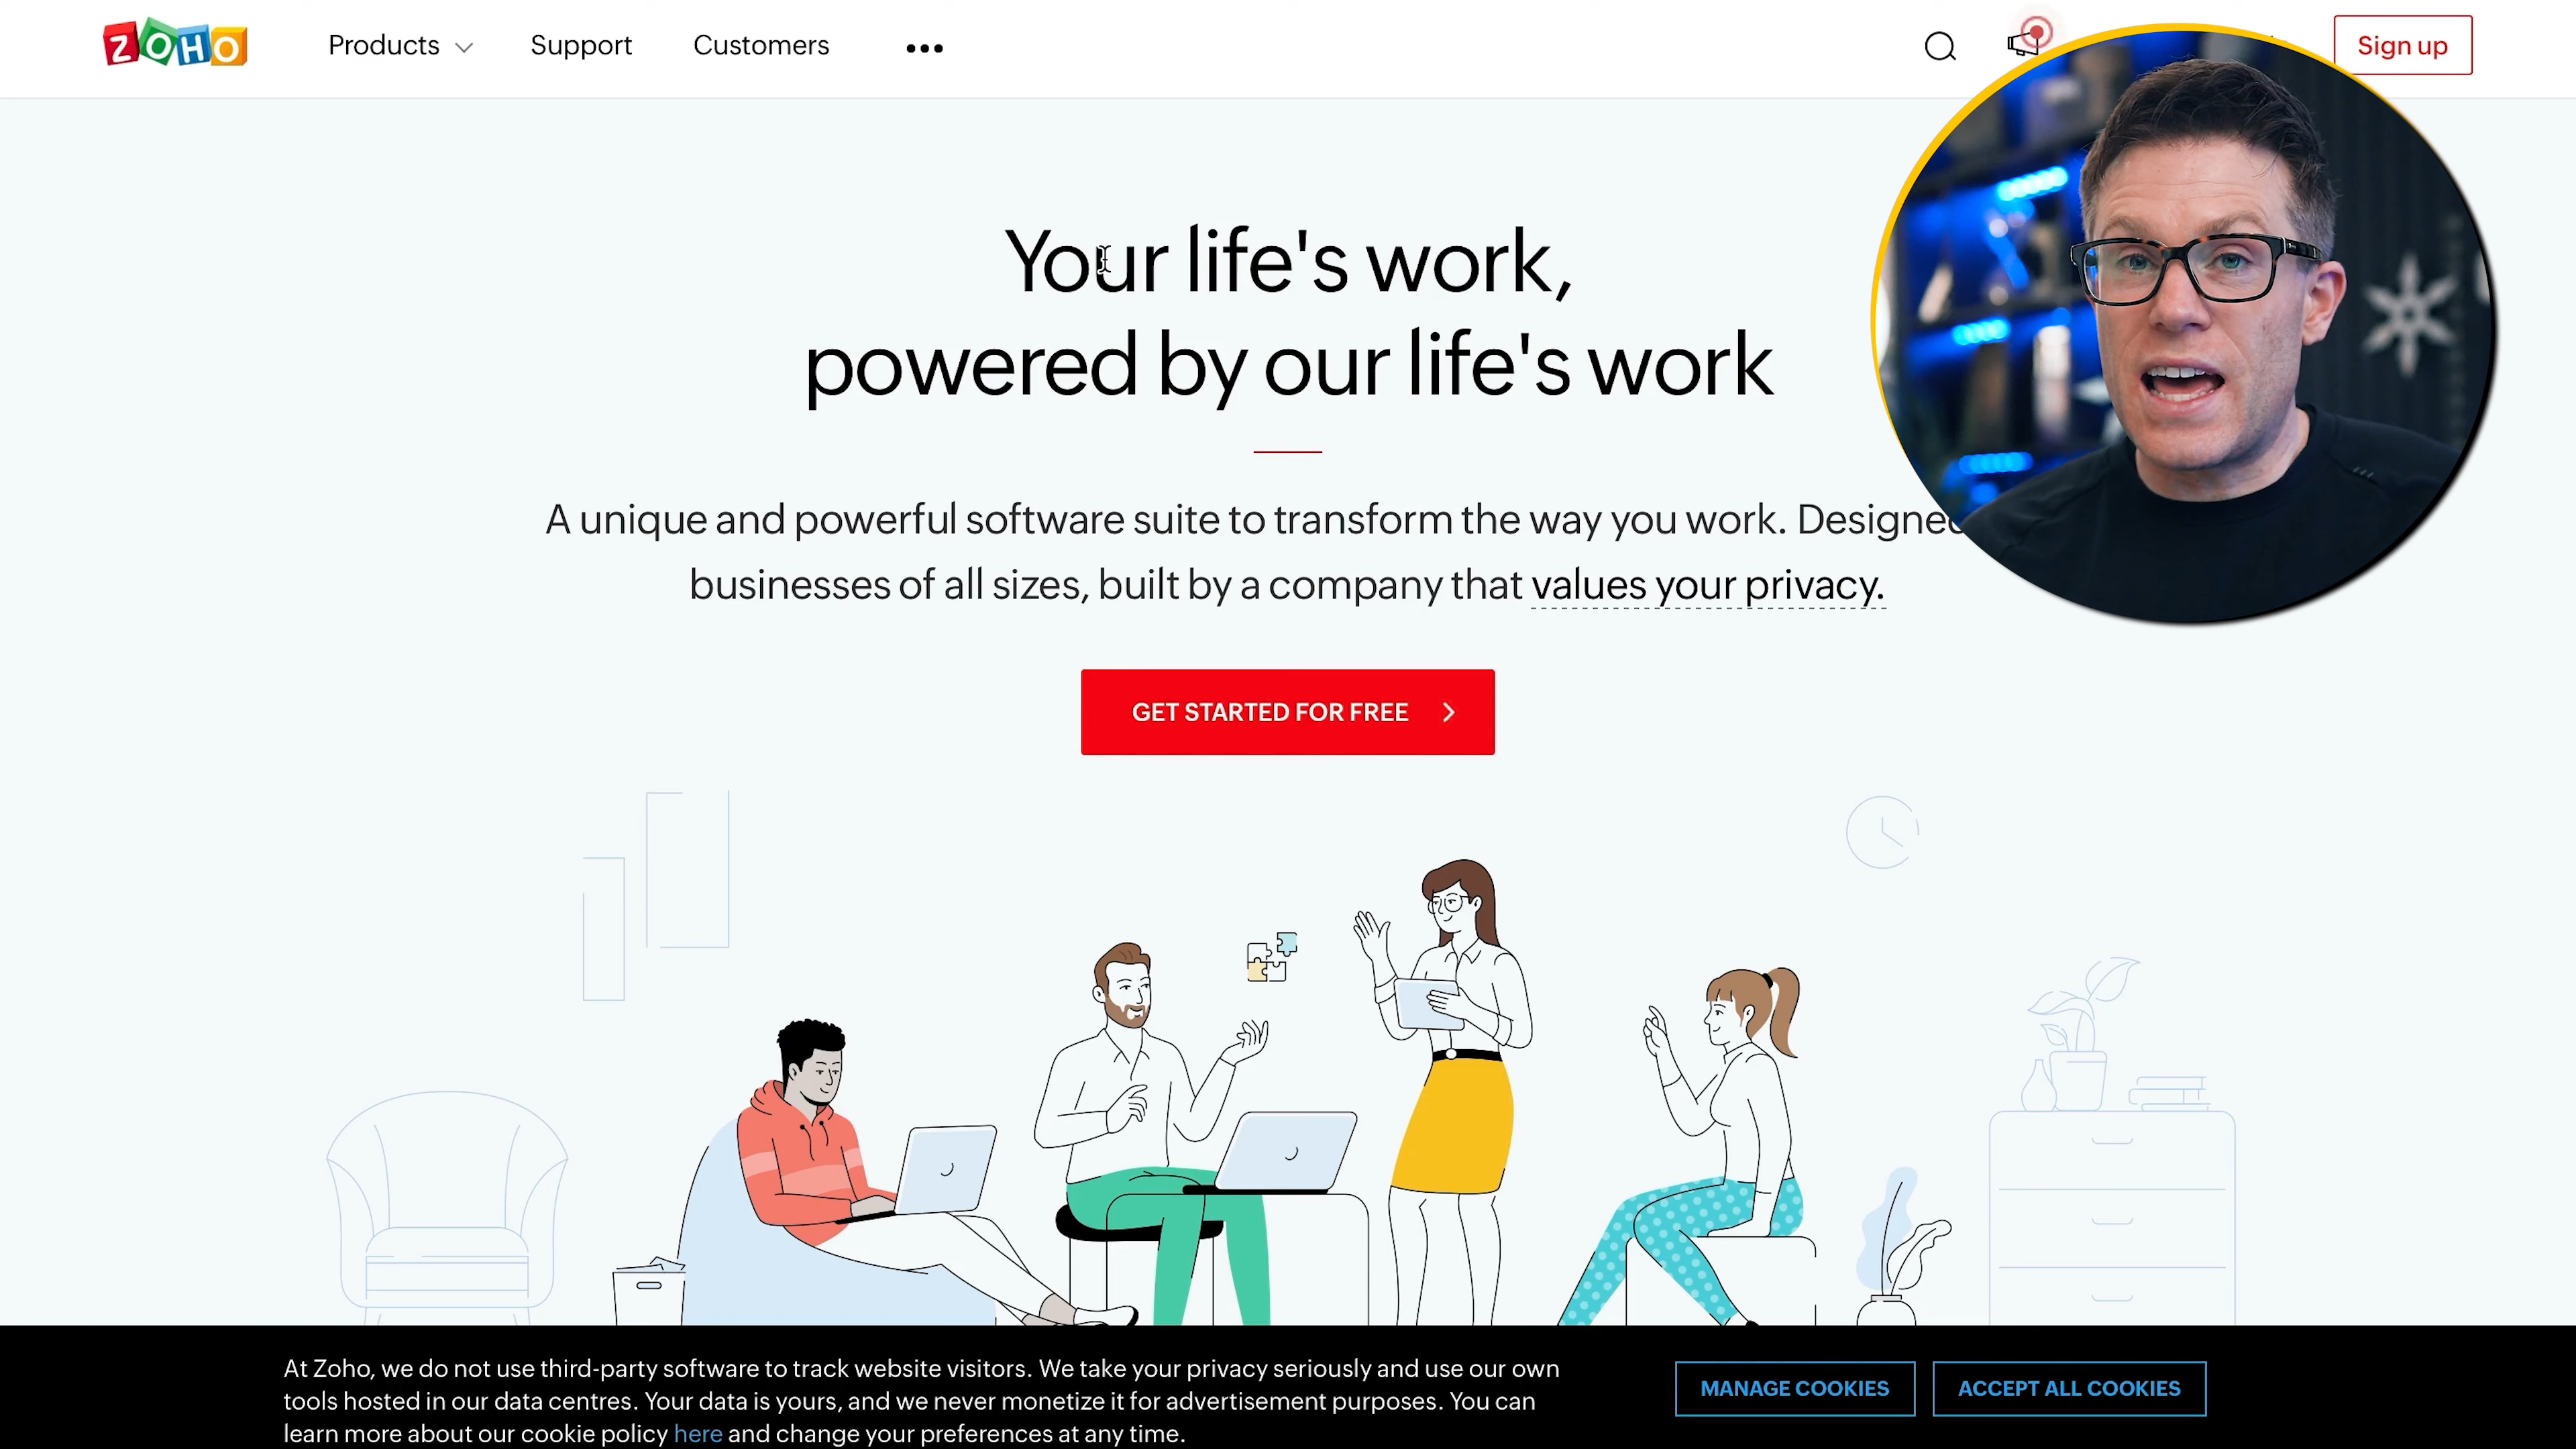 ZOHO
Products
Support
Customers
Sign up
Your life's work,
powered by our life's work
A unique and powerful software suite to transform the way you work. Designed
businesses of all sizes, built by a company that values your privacy.
GET STARTED FOR FREE
At Zoho, we do not use third-party software to track website visitors. We take your privacy seriously and use our own
tools hosted in our data centres. Your data is yours, and we never monetize it for advertisement purposes. You can
learn more about our cookie policy here and change your preferences at any time.
MANAGE COOKIES
ACCEPT ALL COOKIES